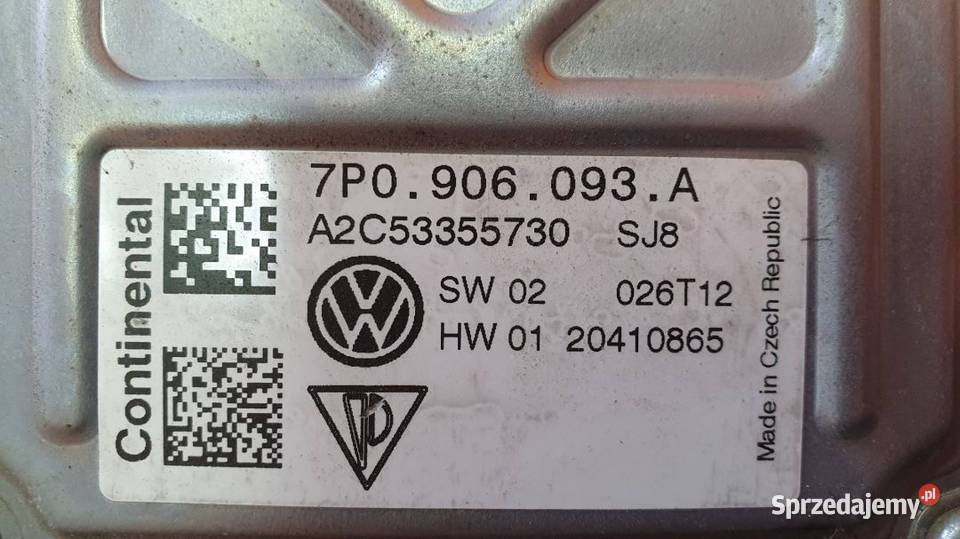 Continental
7P0.906.093.A
A2C53355730 SJ8
SW 02 026T12
HW 01 20410865
Made in Czech Republic
Sprzedajemy.pl